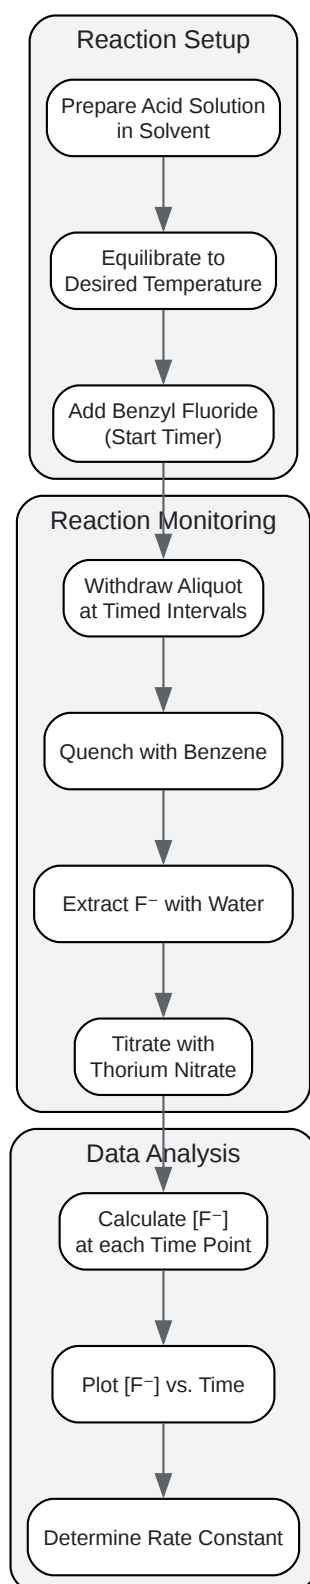 Reaction Setup
Prepare Acid Solution
in Solvent
Equilibrate to
Desired Temperature
Add Benzyl Fluoride
(Start Timer)
Reaction Monitoring
Withdraw Aliquot
at Timed Intervals
Quench with Benzene
Extract F⁻ with Water
Titrate with
Thorium Nitrate
Data Analysis
Calculate [F⁻]
at each Time Point
Plot [F⁻] vs. Time
Determine Rate Constant